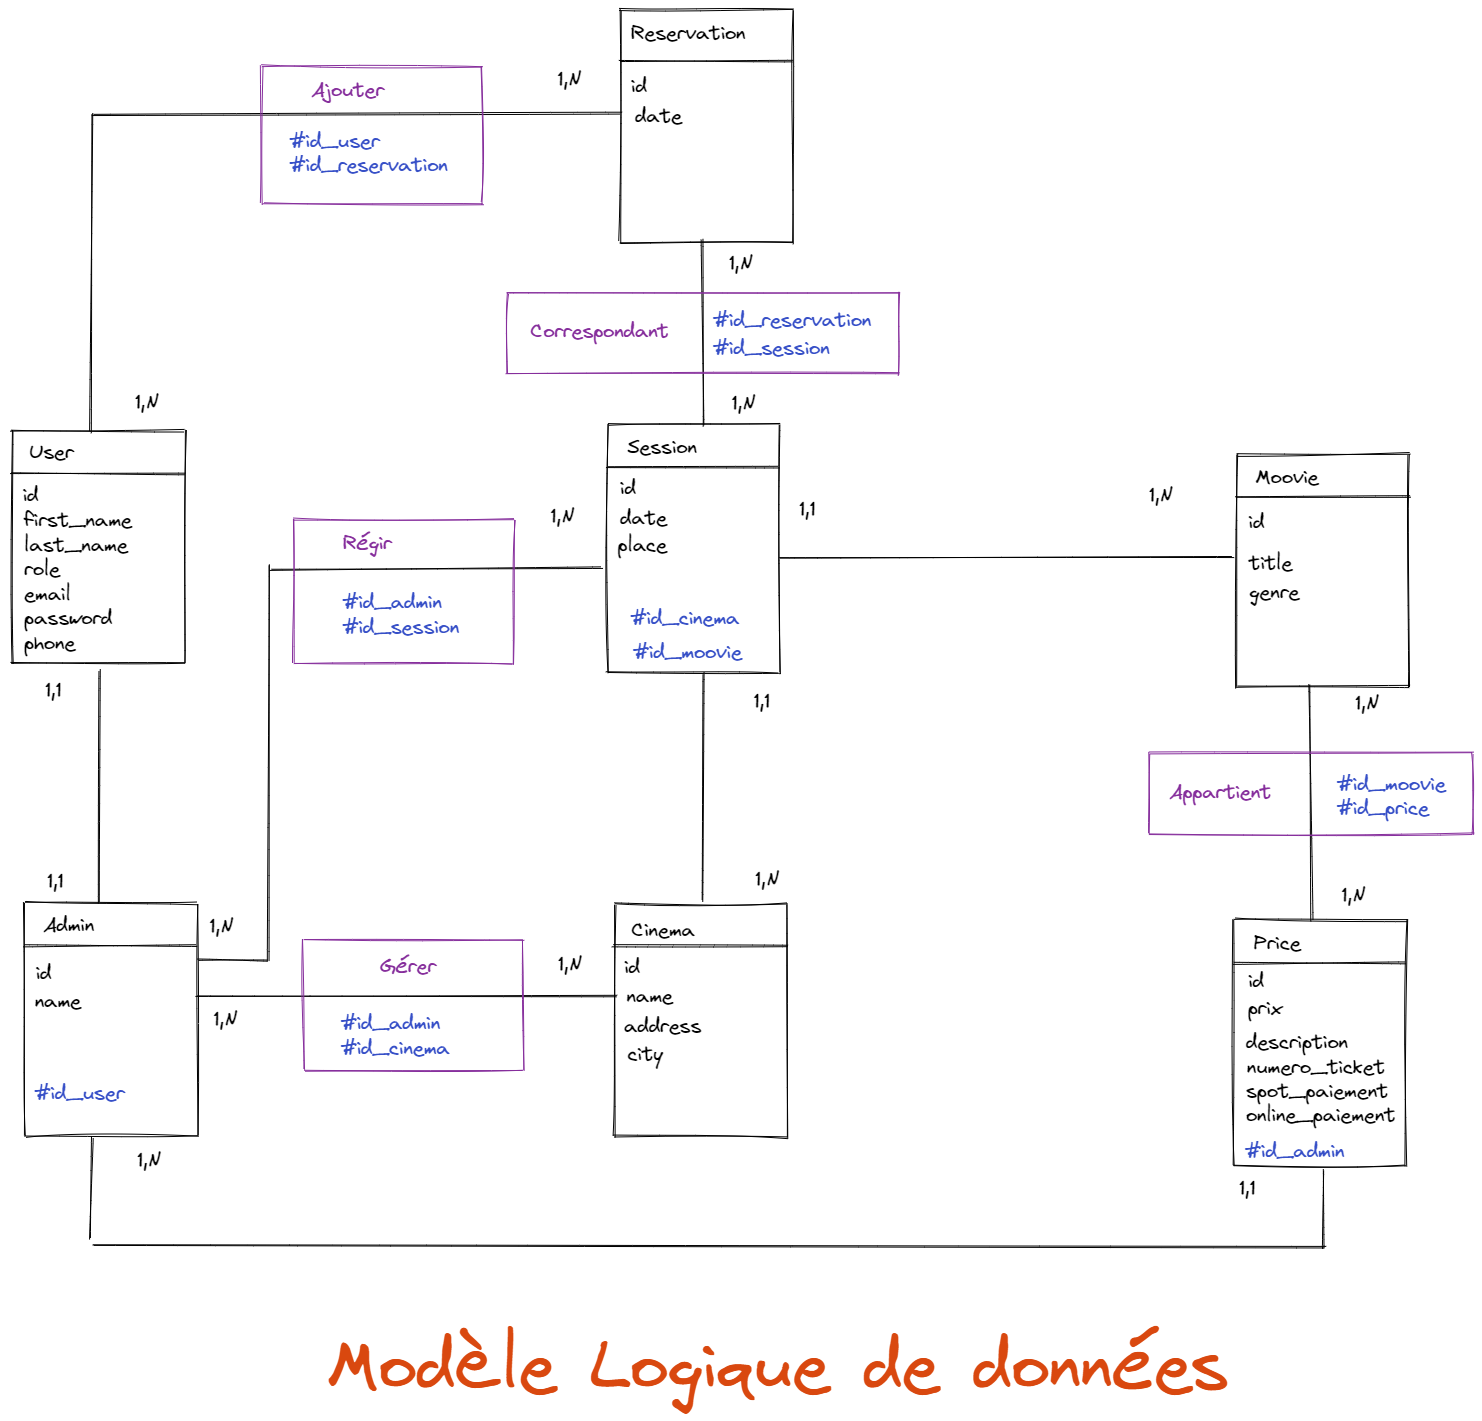 Reservation
id
date
1,N
Ajouter
#id_user
#id_reservation
1,N
Correspondant
#id_reservation
#id_session
1,N
1,N
User
id
first_name
last_name
role
email
password
phone
1,1
Session
id
date
place
#id_cinema
#id_moovie
1,N
1,1
1,N
Moovie
id
title
genre
Régir
#id_admin
#id_session
1,1
1,N
Appartient
#id_moovie
#id_price
1,1
1,N
1,N
1,N
Admin
id
name
#id_user
1,N
Gérer
#id_admin
#id_cinema
1,N
1,N
Cinema
id
name
address
city
Price
id
prix
description
numero_ticket
spot_paiement
online_paiement
#id_admin
1,1
Modèle Logique de données